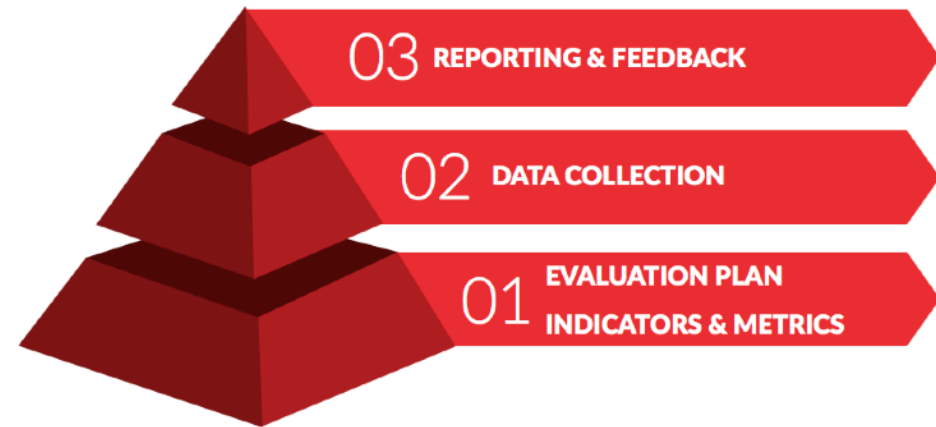 03 REPORTING & FEEDBACK
02 DATA COLLECTION
01 EVALUATION PLAN
INDICATORS & METRICS